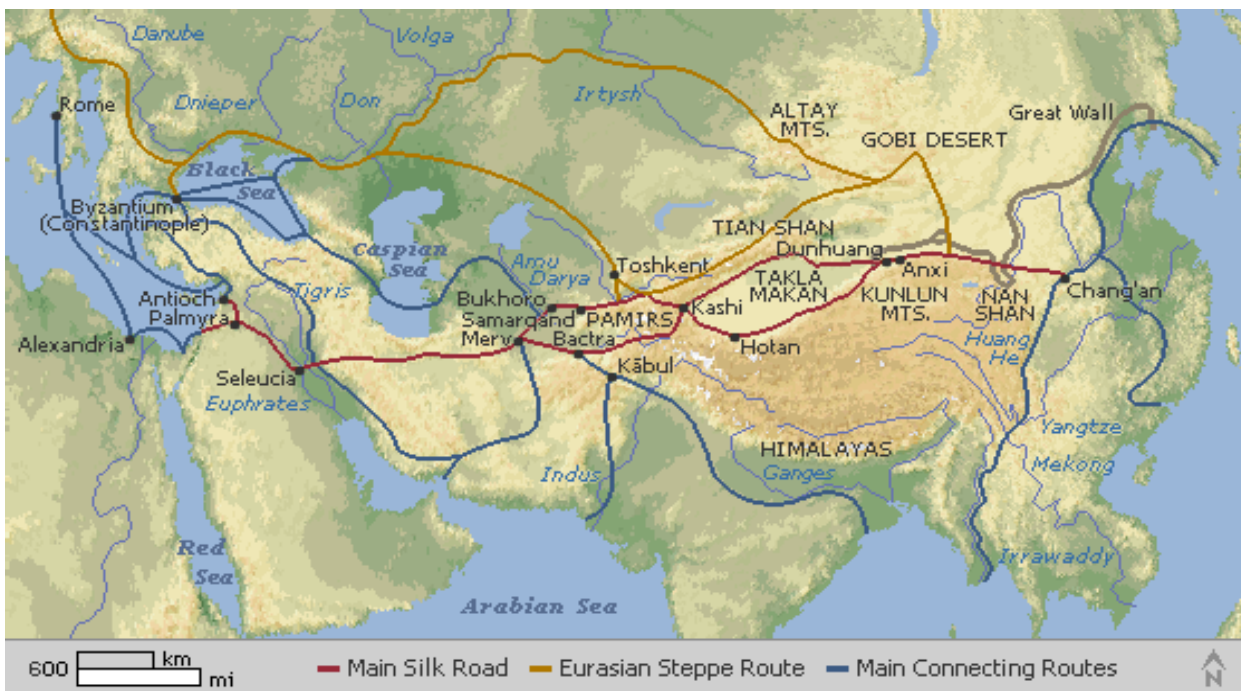 Danube
Volga
Rome
Dnieper
Don
Irtysh
ALTAY
MTS.
Great Wall
GOBI DESERT
Black
Sea
Byzantium
(Constantinople)
TIAN SHAN
Dunhuang
Caspian
Sea
Amu
Darya
Toshkent
TAKLA
MAKAN
Anxi
Tigris
KUNLUN
MTS.
NAN
SHAN
Chang'an
Antioch
Palmyra
Bukhoro
Samarqand
PAMIRS
Kashi
Alexandria
Merv
Bactra
Hotan
Huang
He
Seleucia
Kābul
Euphrates
Yangtze
HIMALAYAS
Indus
Ganges
Mekong
Red
Sea
Irrawaddy
Arabian Sea
600 km
mi
Main Silk Road
Eurasian Steppe Route
Main Connecting Routes
N